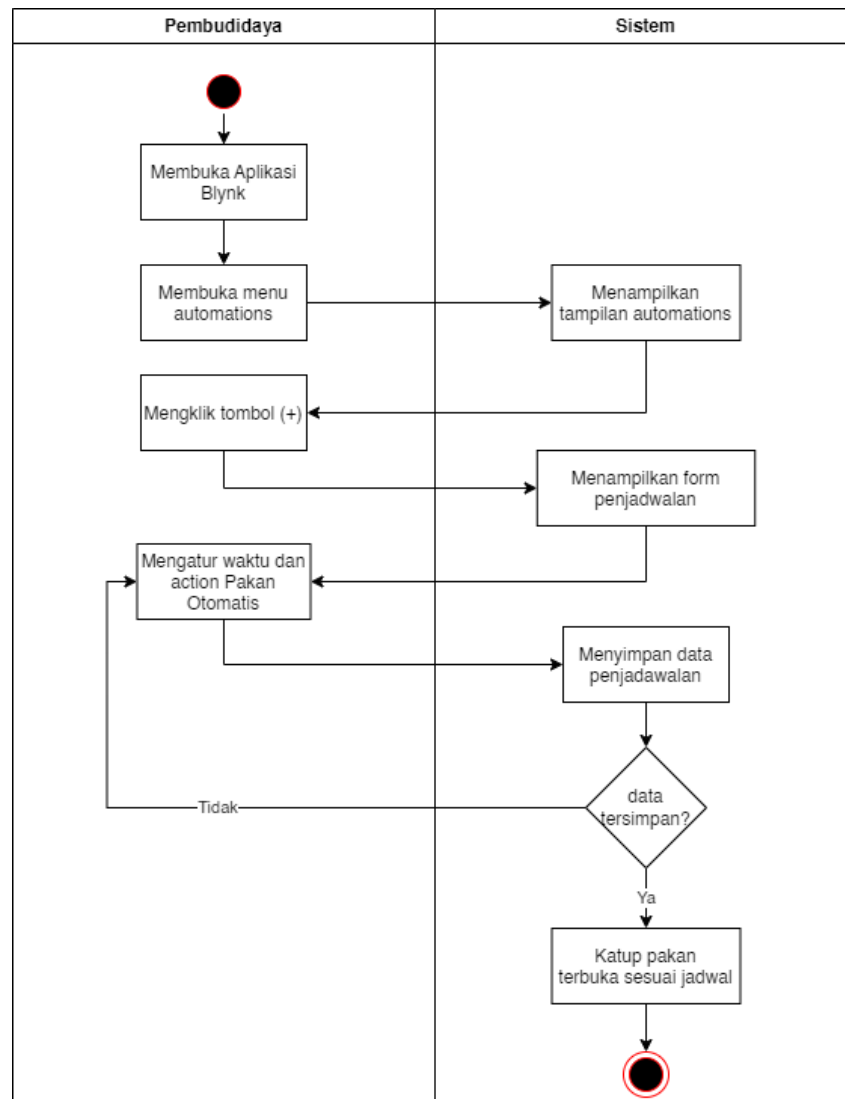 Pembudidaya
Sistem
Membuka Aplikasi
Blynk
Membuka menu
automations
Menampilkan
tampilan automations
Mengklik tombol (+)
Menampilkan form
penjadwalan
Mengatur waktu dan
action Pakan
Otomatis
Menyimpan data
penjadawalan
data
tersimpan?
Tidak
Ya
Katup pakan
terbuka sesuai jadwal